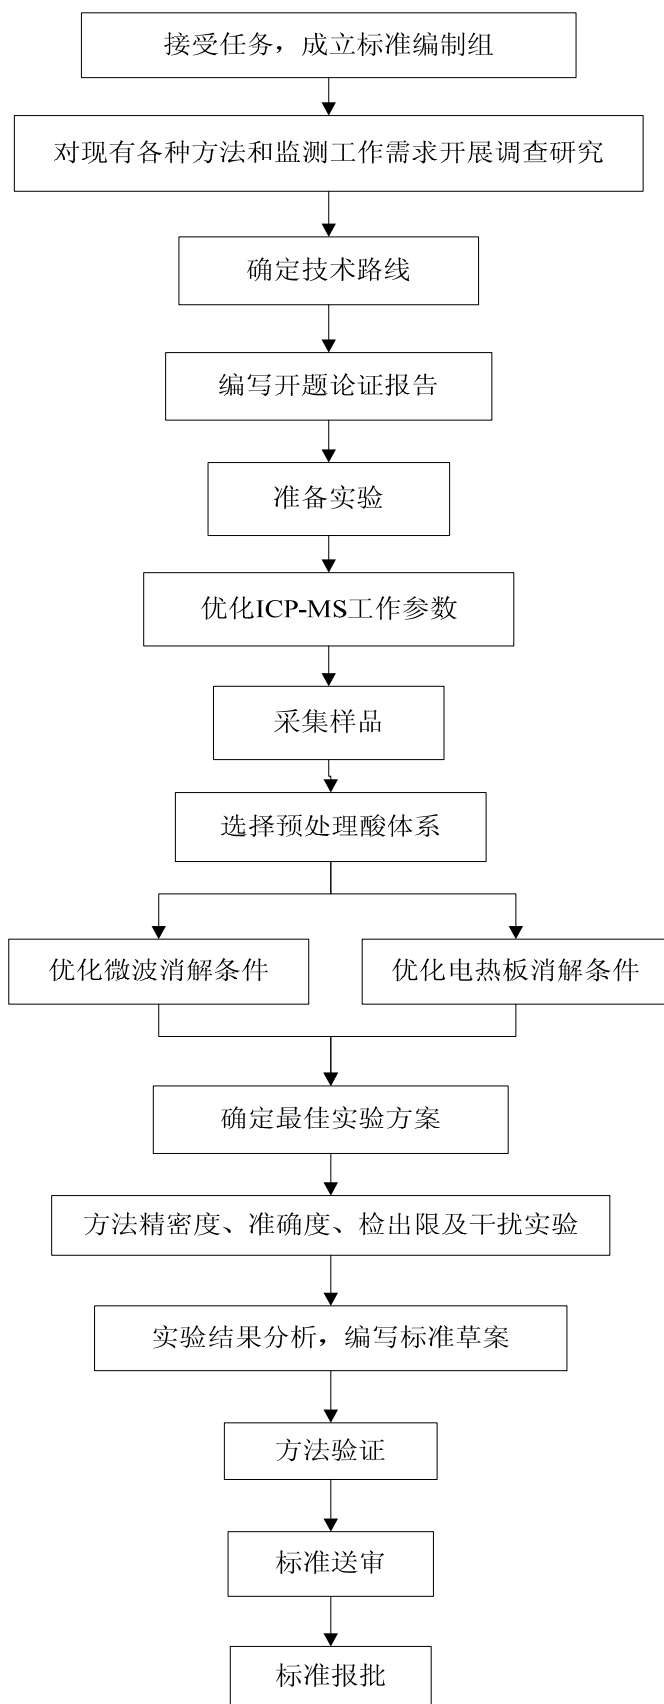 接受任务，成立标准编制组
对现有各种方法和监测工作需求开展调查研究
确定技术路线
编写开题论证报告
准备实验
优化ICP-MS工作参数
采集样品
选择预处理酸体系
优化微波消解条件
优化电热板消解条件
确定最佳实验方案
方法精密度、准确度、检出限及干扰实验
实验结果分析，编写标准草案
方法验证
标准送审
标准报批